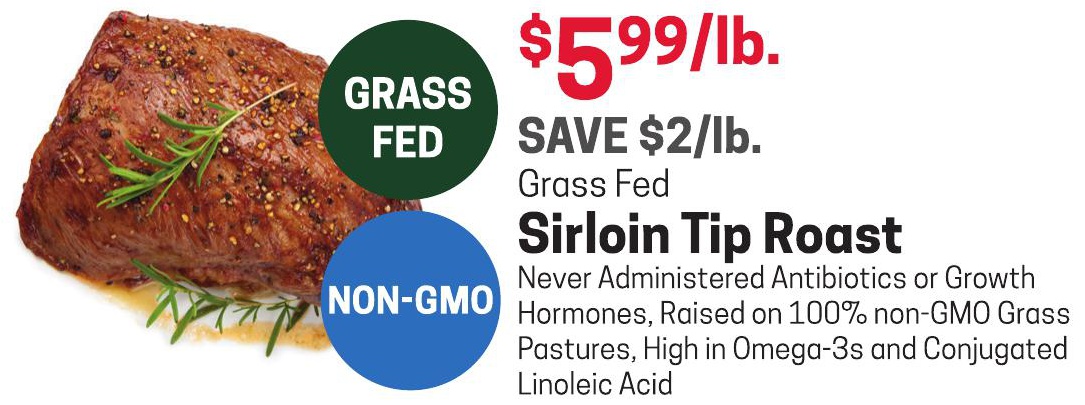 GRASS
FED
NON-GMO
$5.99/lb.
SAVE $2/lb.
Grass Fed
Sirloin Tip Roast
Never Administered Antibiotics or Growth
Hormones, Raised on 100% non-GMO Grass
Pastures, High in Omega-3s and Conjugated
Linoleic Acid